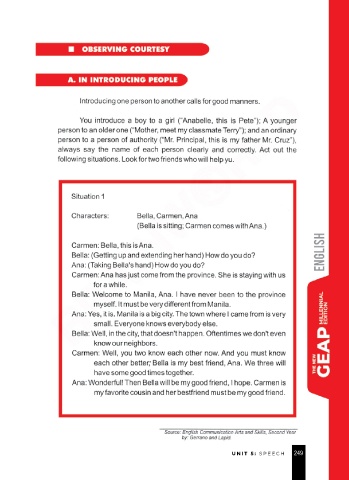 ■ OBSERVING COURTESY
A. IN INTRODUCING PEOPLE
Introducing one person to another calls for good manners.
You introduce a boy to a girl ("Anabelle, this is Pete"); A younger
person to an older one ("Mother, meet my classmate Terry"); and an ordinary
person to a person of authority ("Mr. Principal, this is my father Mr. Cruz"),
always say the name of each person clearly and correctly. Act out the
following situations. Look for two friends who will help yu.
Situation 1
Characters: Bella, Carmen, Ana
(Bella is sitting; Carmen comes with Ana.)
Carmen: Bella, this is Ana.
Bella: (Getting up and extending her hand) How do you do?
Ana: (Taking Bella's hand) How do you do?
Carmen: Ana has just come from the province. She is staying with us
for a while.
Bella: Welcome to Manila, Ana. I have never been to the province
myself. It must be very different from Manila.
Ana: Yes, it is. Manila is a big city. The town where I came from is very
small. Everyone knows everybody else.
Bella: Well, in the city, that doesn't happen. Oftentimes we don't even
know our neighbors.
Carmen: Well, you two know each other now. And you must know
each other better; Bella is my best friend, Ana. We three will
have some good times together.
Ana: Wonderful! Then Bella will be my good friend, I hope. Carmen is
my favorite cousin and her bestfriend must be my good friend.
Source: English Communication Arts and Skills, Second Year
by: Gorrano and Lapid
UNIT 5: SPEECH 249
ENGLISH
THE NEW
GEAP MILLENNIAL
EDITION